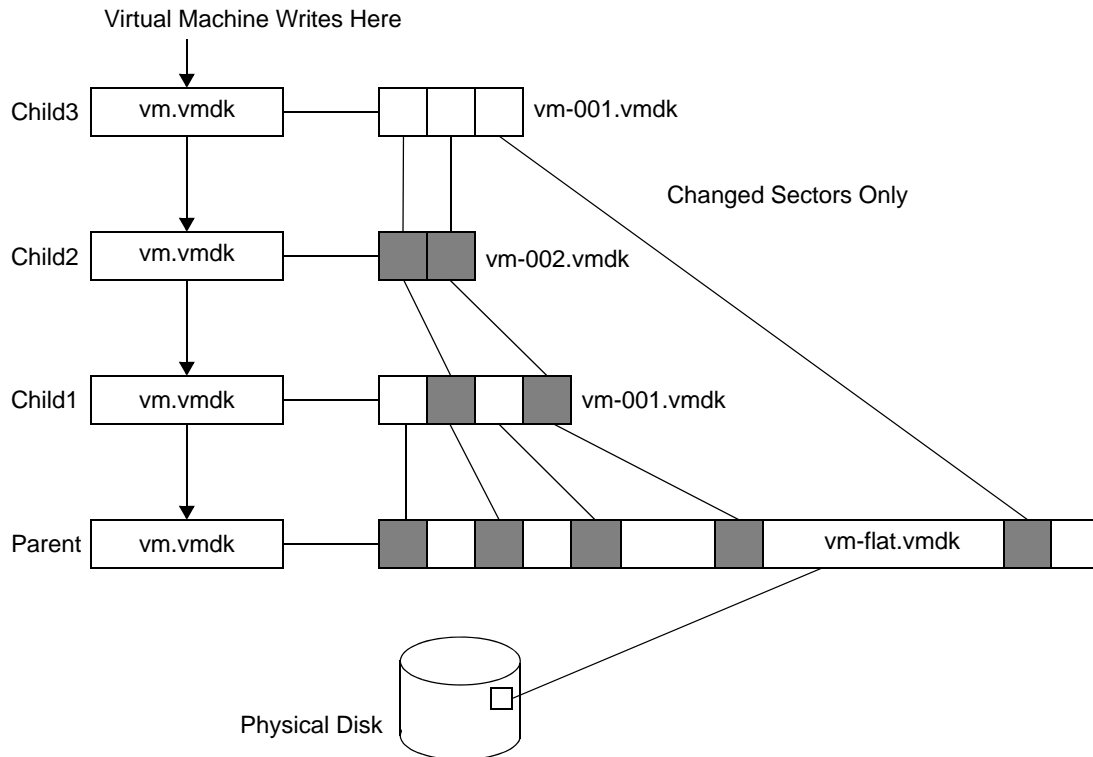 Virtual Machine Writes Here
Child3 vm.vmdk vm-001.vmdk
Changed Sectors Only
Child2 vm.vmdk vm-002.vmdk
Child1 vm.vmdk vm-001.vmdk
Parent vm.vmdk vm-flat.vmdk
Physical Disk